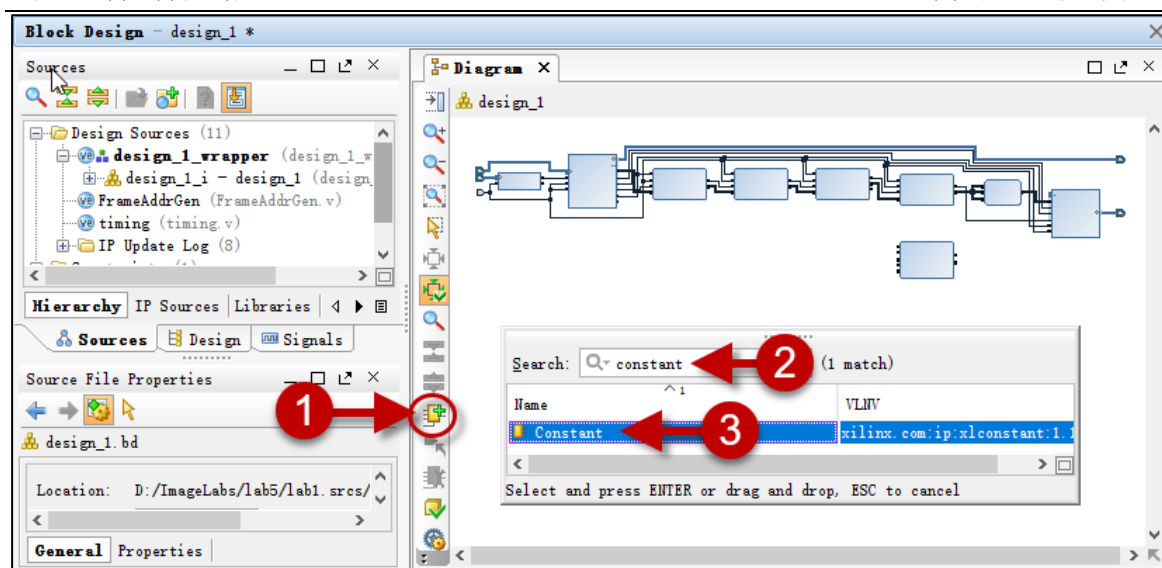 Block Design - design_1 *
Sources
Design Sources (11)
design_1_wrapper (design_1_w
design_1_i - design_1 (design_
FrameAddrGen (FrameAddrGen.v)
timing (timing.v)
IP Update Log (8)
Hierarchy IP Sources Libraries
Sources Design Signals
Source File Properties
design_1.bd
Location: D:/ImageLabs/lab5/lab1.srcs/
General Properties
Diagram
design_1
Search: constant (1 match)
Name 1 VLNV
Constant xilinx.com:ip:xlconstant:1.1
Select and press ENTER or drag and drop, ESC to cancel
1
2
3